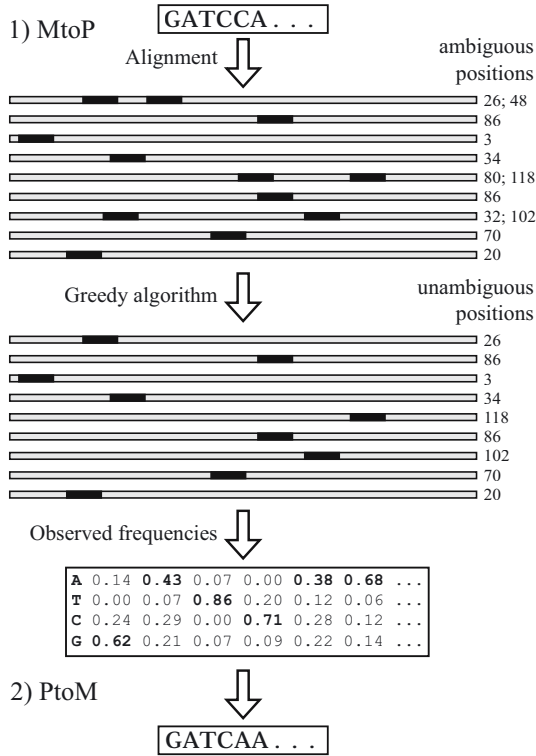 GATCCA...
1) MtoP
Alignment
ambiguous
positions
26; 48
86
3
34
80; 118
86
32; 102
70
20
Greedy algorithm
unambiguous
positions
26
86
3
34
118
86
102
70
20
Observed frequencies
A 0.14 0.43 0.07 0.00 0.38 0.68 ...
T 0.00 0.07 0.86 0.20 0.12 0.06 ...
C 0.24 0.29 0.00 0.71 0.28 0.12 ...
G 0.62 0.21 0.07 0.09 0.22 0.14 ...
2) PtoM
GATCAA...